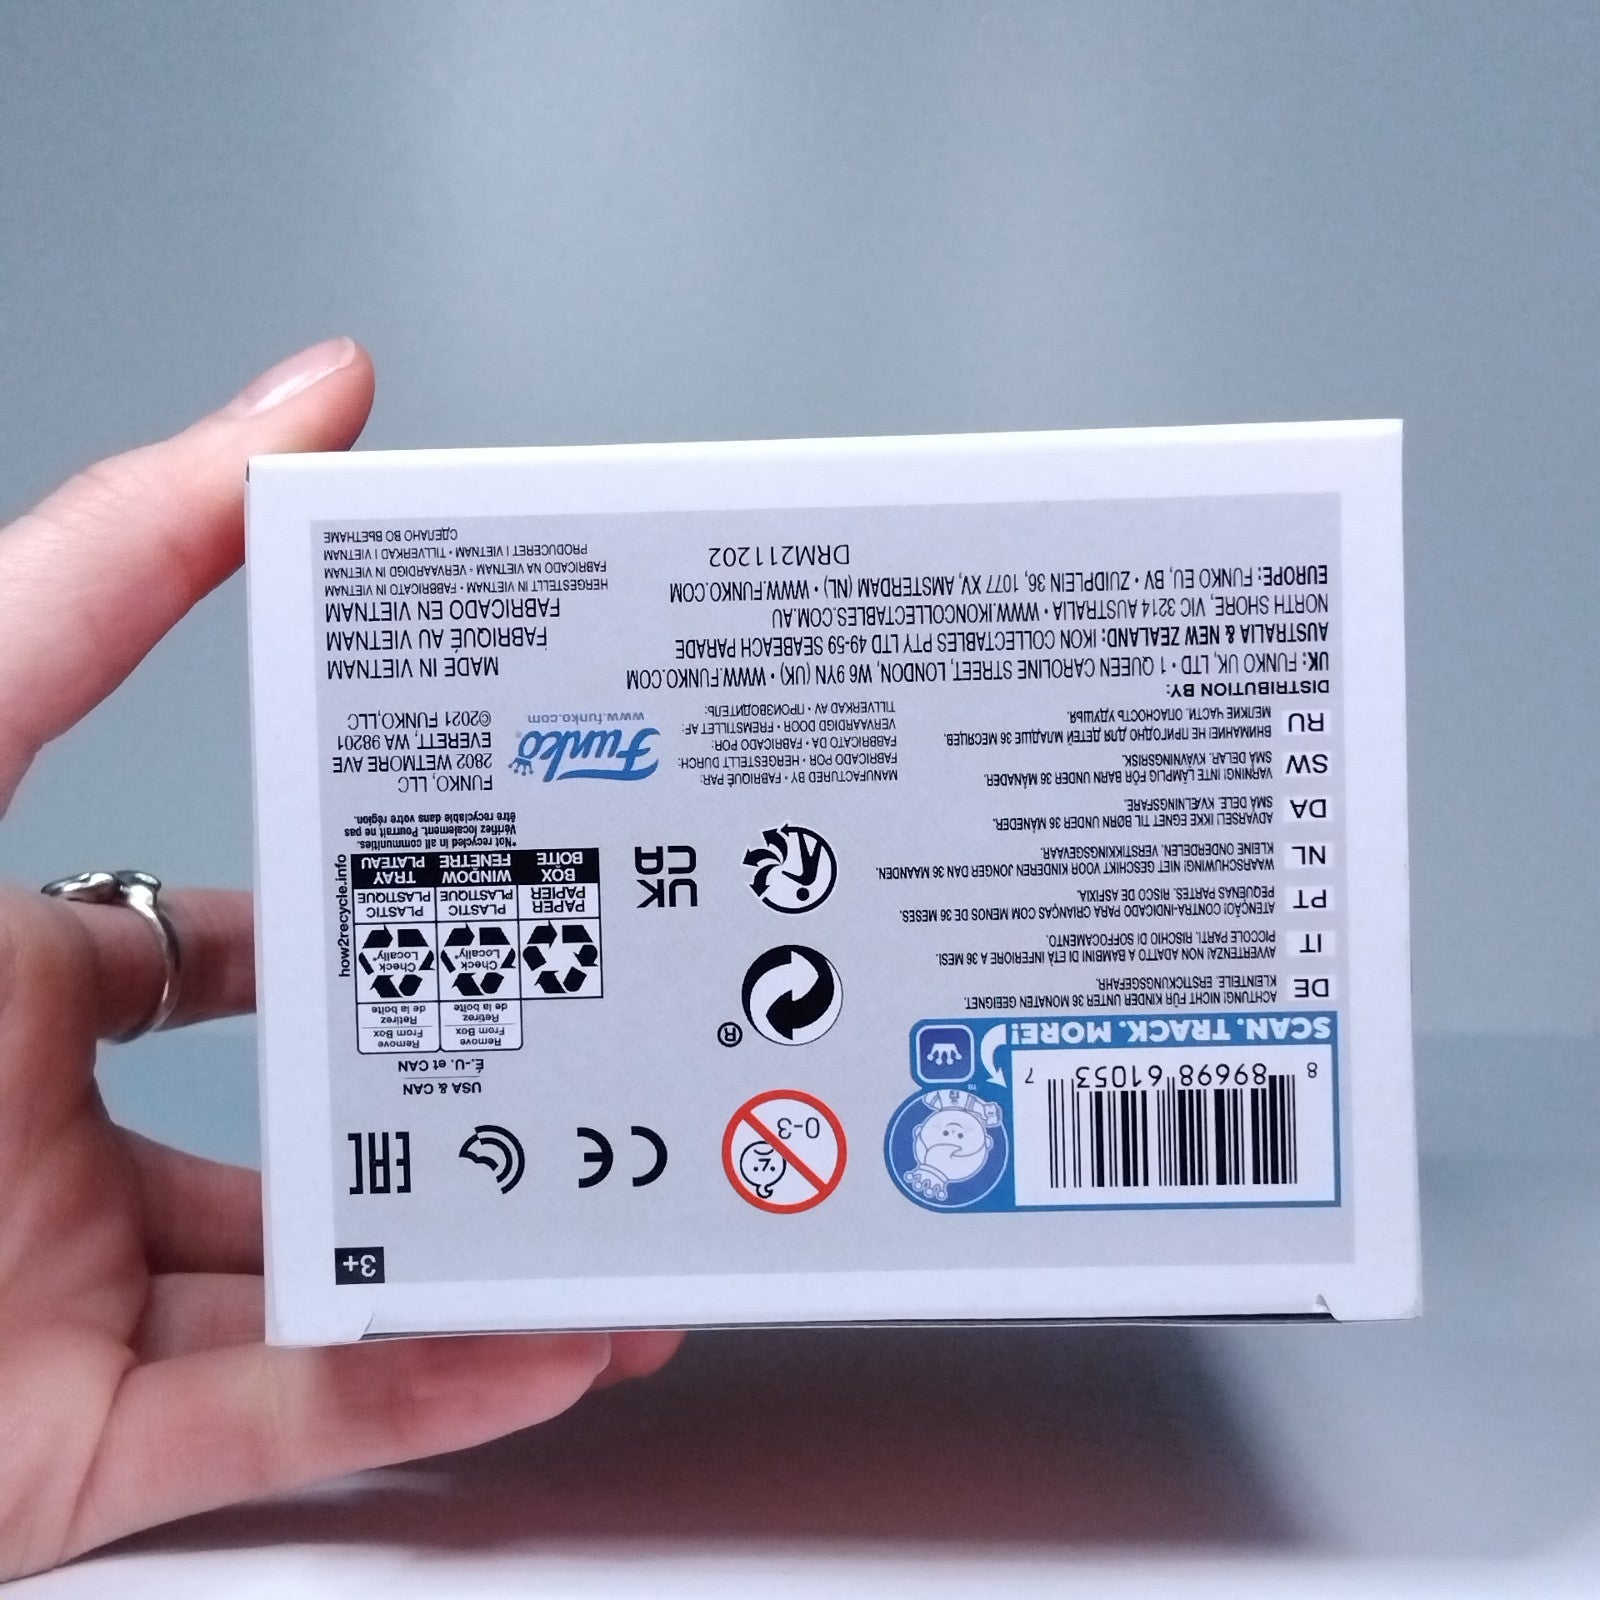 3+
8 89698 61053 7
SCAN. TRACK. MORE!
TM
0-3
CE
EAC
USA & CAN
É.-U. et CAN
Remove
From Box
Retirez
de la boîte
Remove
From Box
Retirez
de la boîte
Check
Locally*
Check
Locally*
PAPER
PAPIER
PLASTIC
PLASTIQUE
PLASTIC
PLASTIQUE
BOX
BOÎTE
WINDOW
FENÊTRE
TRAY
PLATEAU
how2recycle.info
*Not recycled in all communities.
Vérifiez localement. Pourrait ne pas
être recyclable dans votre région.
®
UK
CA
DE ACHTUNG! NICHT FÜR KINDER UNTER 36 MONATEN GEEIGNET.
KLEINTEILE. ERSTICKUNGSGEFAHR.
IT AVVERTENZA! NON ADATTO A BAMBINI DI ETÀ INFERIORE A 36 MESI.
PICCOLE PARTI. RISCHIO DI SOFFOCAMENTO.
PT ATENÇÃO! CONTRA-INDICADO PARA CRIANÇAS COM MENOS DE 36 MESES.
PEQUENAS PARTES. RISCO DE ASFIXIA.
NL WAARSCHUWING! NIET GESCHIKT VOOR KINDEREN JONGER DAN 36 MAANDEN.
KLEINE ONDERDELEN. VERSTIKKINGSGEVAAR.
DA ADVARSEL! IKKE EGNET TIL BØRN UNDER 36 MÅNEDER.
SMÅ DELE. KVÆLNINGSFARE.
SW VARNING! INTE LÄMPLIG FÖR BARN UNDER 36 MÅNADER.
SMÅ DELAR. KVÄVNINGSRISK.
RU ВНИМАНИЕ! НЕ ПРИГОДНО ДЛЯ ДЕТЕЙ МЛАДШЕ 36 МЕСЯЦЕВ.
МЕЛКИЕ ЧАСТИ. ОПАСНОСТЬ УДУШЬЯ.
MANUFACTURED BY • FABRIQUÉ PAR:
FABRICADO POR • HERGESTELLT DURCH:
FABBRICATO DA • FABRICADO POR:
VERVAARDIGD DOOR • FREMSTILLET AF:
TILLVERKAD AV • ПРОИЗВОДИТЕЛЬ:
Funko®
www.funko.com
FUNKO, LLC
2802 WETMORE AVE
EVERETT, WA 98201
©2021 FUNKO,LLC
DISTRIBUTION BY:
UK: FUNKO UK, LTD • 1 QUEEN CAROLINE STREET, LONDON, W6 9YN (UK) • WWW.FUNKO.COM
AUSTRALIA & NEW ZEALAND: IKON COLLECTABLES PTY LTD 49-59 SEABEACH PARADE
NORTH SHORE, VIC 3214 AUSTRALIA • WWW.IKONCOLLECTABLES.COM.AU
EUROPE: FUNKO EU, BV • ZUIDPLEIN 36, 1077 XV, AMSTERDAM (NL) • WWW.FUNKO.COM
DRM211202
MADE IN VIETNAM
FABRIQUÉ AU VIETNAM
FABRICADO EN VIETNAM
HERGESTELLT IN VIETNAM • FABBRICATO IN VIETNAM
FABRICADO NA VIETNAM • VERVAARDIGD IN VIETNAM
PRODUCERET I VIETNAM • TILLVERKAD I VIETNAM
СДЕЛАНО ВО ВЬЕТНАМЕ